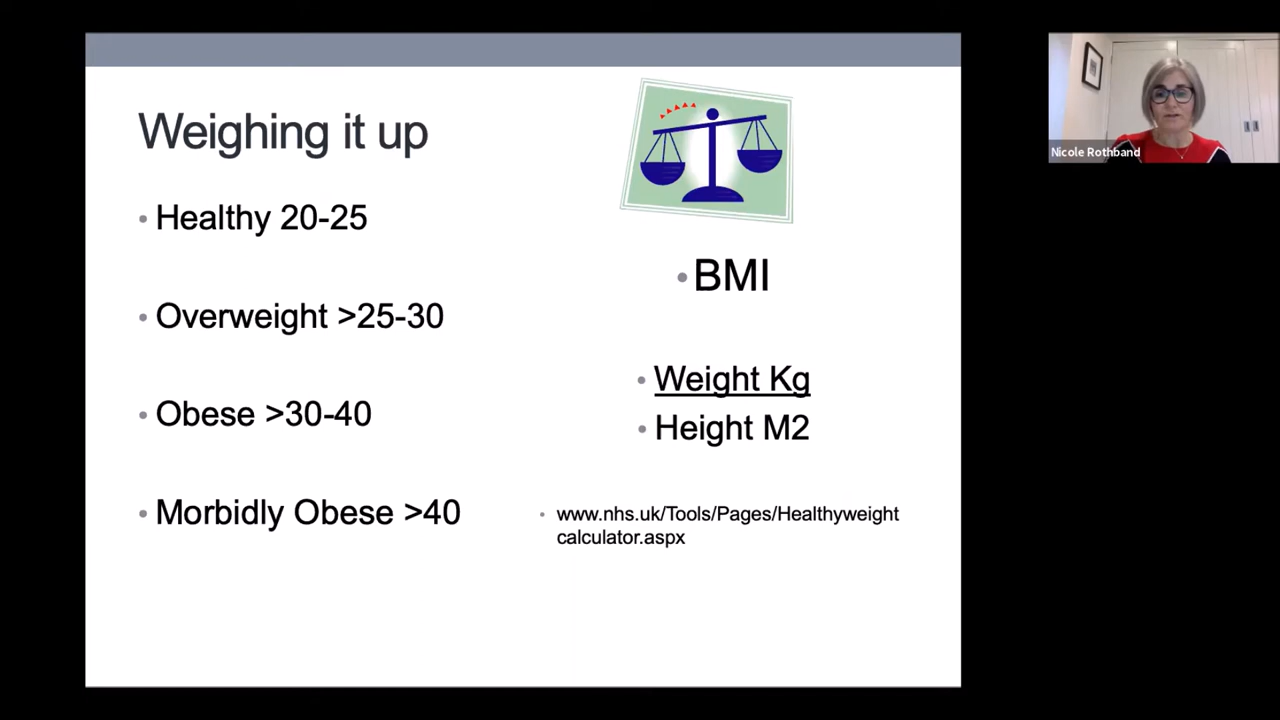 Weighing it up
• Healthy 20-25
• Overweight >25-30
• Obese >30-40
• Morbidly Obese >40
• BMI
• Weight Kg
• Height M2
• www.nhs.uk/Tools/Pages/Healthyweight
calculator.aspx
Nicole Rothband